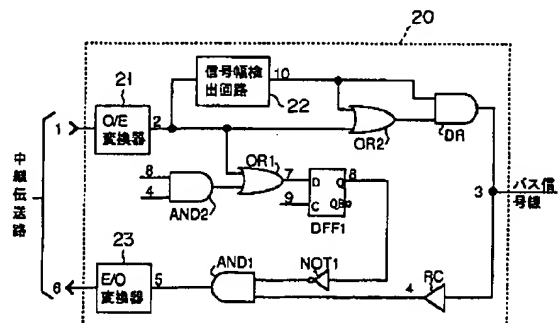 20
21
信号幅検
出回路
10
22
1
O/E
変換器
2
OR2
DR
中継伝送路
8
4
AND2
OR1
7
D
Q
8
9
C
QB
DFF1
3
バス信
号線
23
6
E/O
変換器
5
AND1
NOT1
4
RC